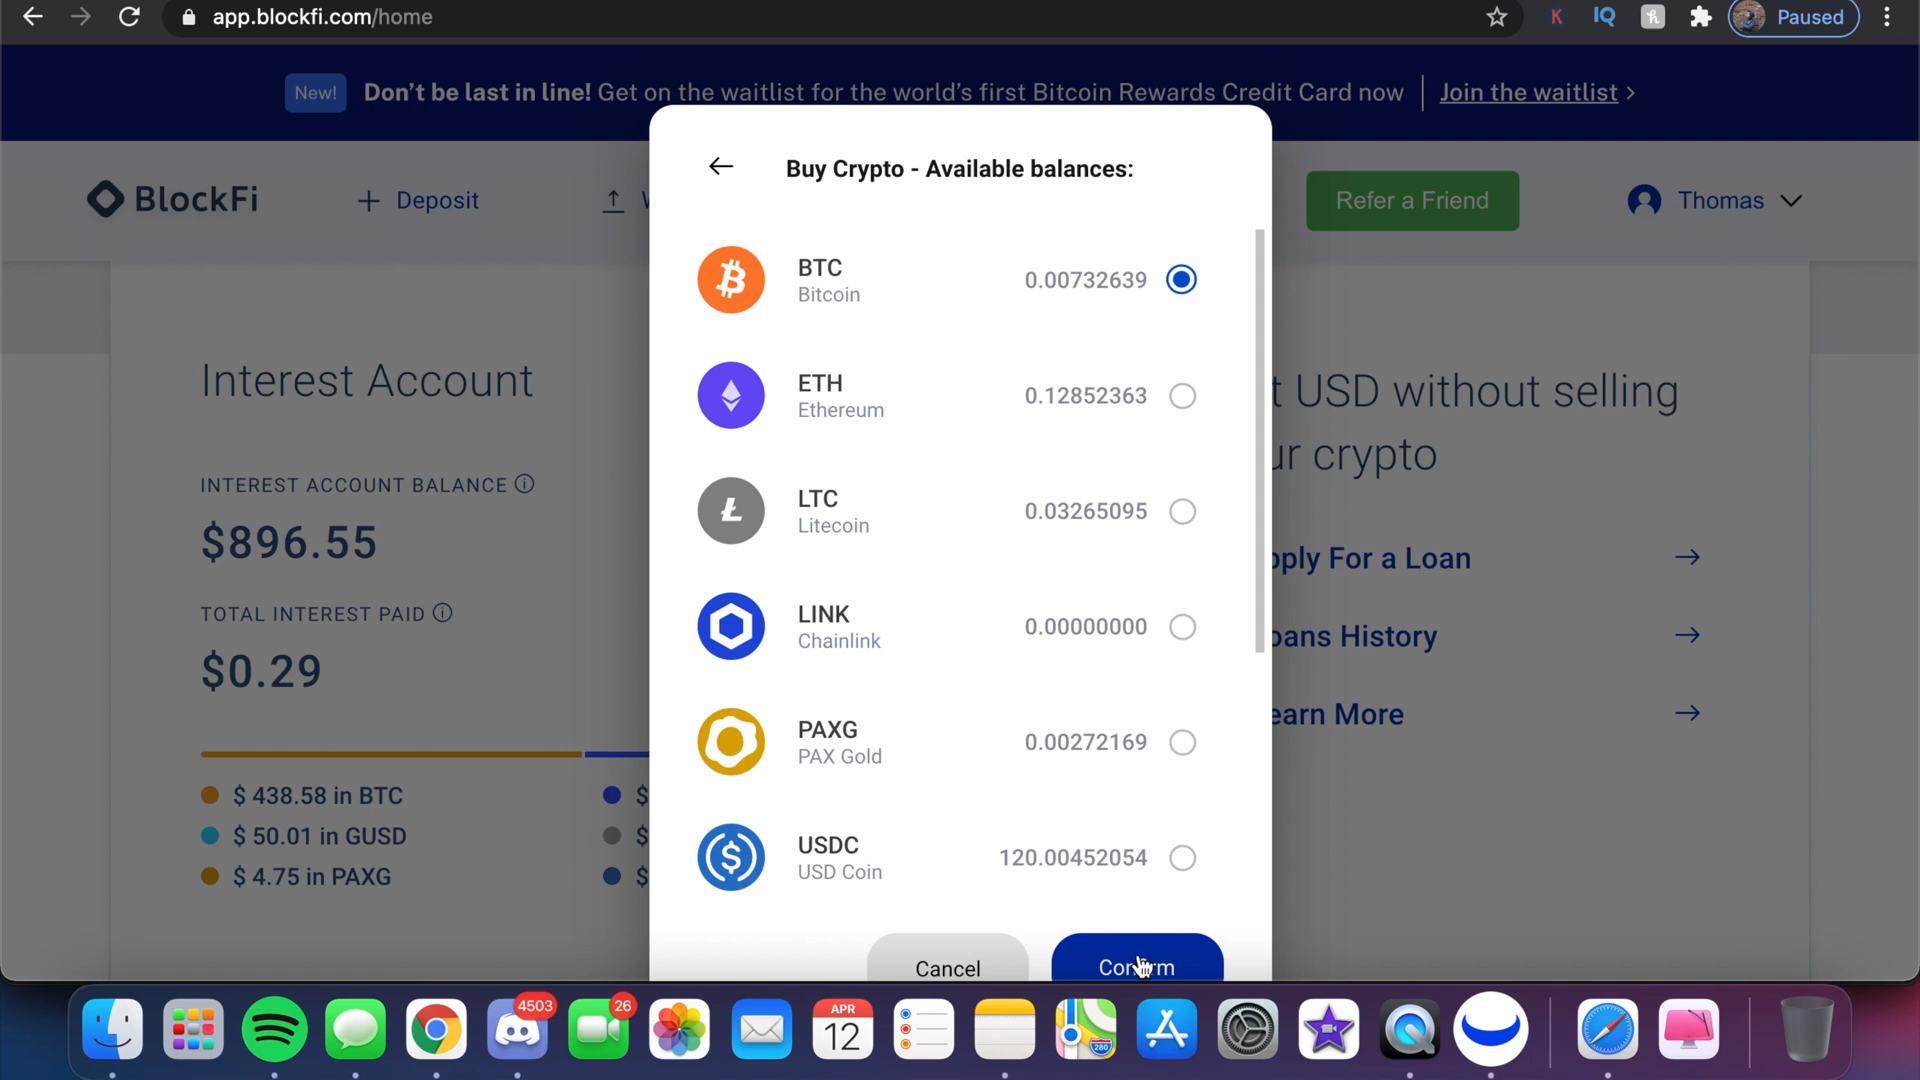 app.blockfi.com/home
K
IQ
h
Paused
New! Don't be last in line! Get on the waitlist for the world's first Bitcoin Rewards Credit Card now Join the waitlist >
BlockFi
+ Deposit
Refer a Friend
Thomas
Buy Crypto - Available balances:
BTC
Bitcoin
0.00732639
ETH
Ethereum
0.12852363
LTC
Litecoin
0.03265095
LINK
Chainlink
0.00000000
PAXG
PAX Gold
0.00272169
USDC
USD Coin
120.00452054
Cancel
Confirm
Interest Account
INTEREST ACCOUNT BALANCE
$896.55
TOTAL INTEREST PAID
$0.29
$ 438.58 in BTC
$
$ 50.01 in GUSD
$
$ 4.75 in PAXG
$
t USD without selling
ur crypto
pply For a Loan
oans History
earn More
4503
26
APR
12
280